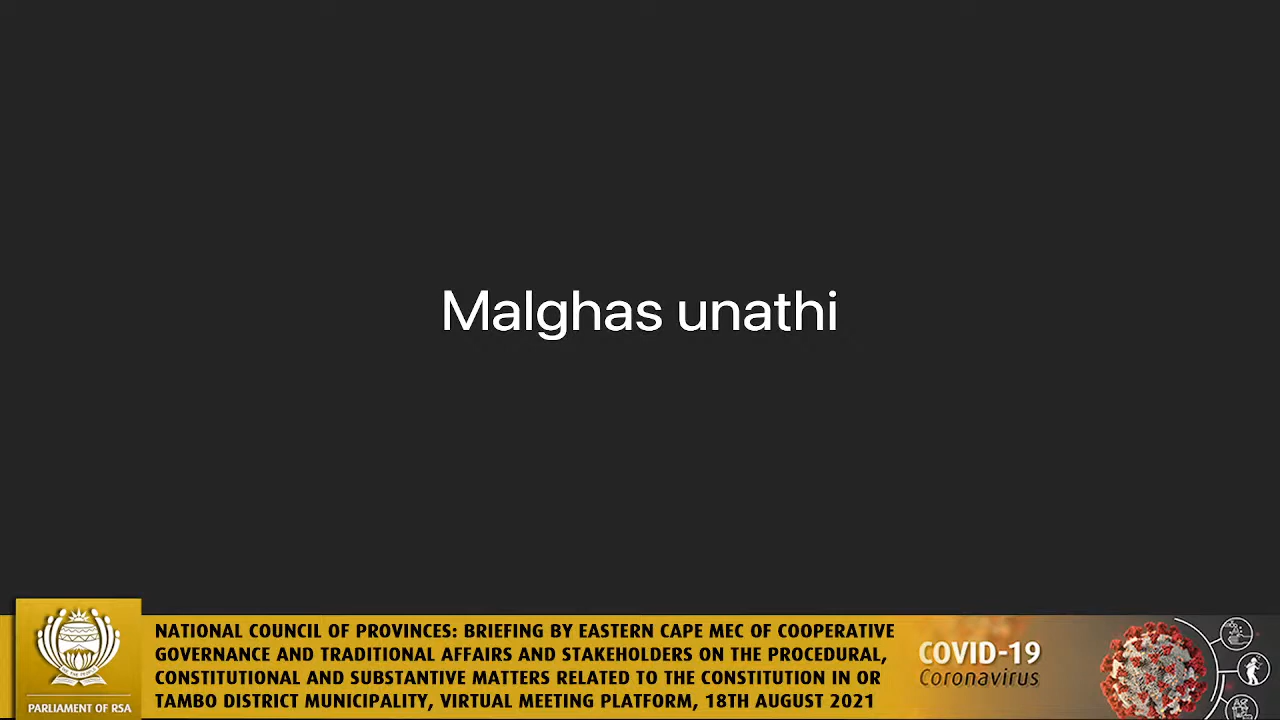 Malghas unathi
NATIONAL COUNCIL OF PROVINCES: BRIEFING BY EASTERN CAPE MEC OF COOPERATIVE
GOVERNANCE AND TRADITIONAL AFFAIRS AND STAKEHOLDERS ON THE PROCEDURAL,
CONSTITUTIONAL AND SUBSTANTIVE MATTERS RELATED TO THE CONSTITUTION IN OR
TAMBO DISTRICT MUNICIPALITY, VIRTUAL MEETING PLATFORM, 18TH AUGUST 2021
PARLIAMENT OF RSA
COVID-19
Coronavirus